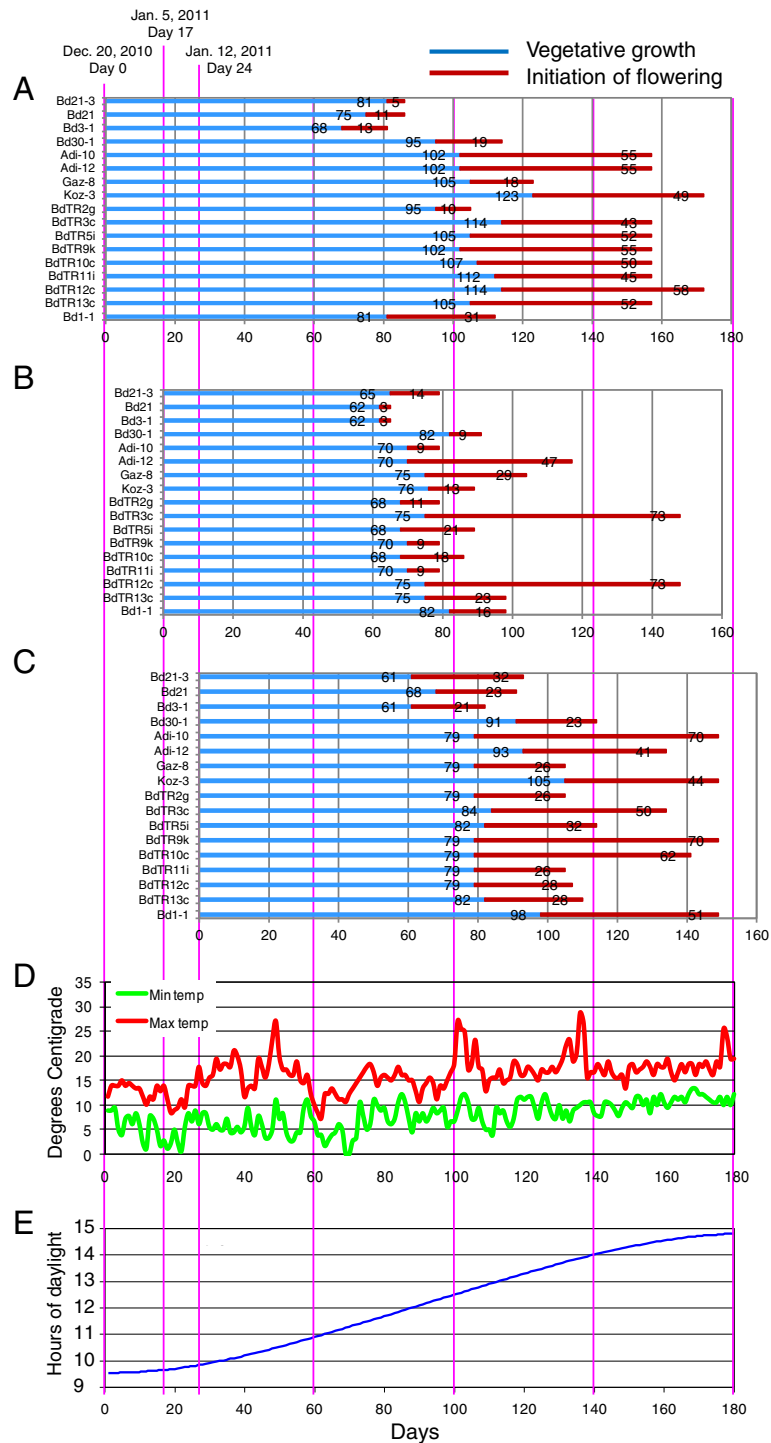 Jan. 5, 2011
Day 17
Dec. 20, 2010
Day 0
Jan. 12, 2011
Day 24
Vegetative growth
Initiation of flowering
A
Bd21-3 81 5
Bd21 75 11
Bd3-1 68 13
Bd30-1 95 19
Adi-10 102 55
Adi-12 102 55
Gaz-8 105 18
Koz-3 123 49
BdTR2g 95 10
BdTR3c 114 43
BdTR5i 105 52
BdTR9k 102 55
BdTR10c 107 50
BdTR11i 112 45
BdTR12c 114 58
BdTR13c 105 52
Bd1-1 81 31
0 20 40 60 80 100 120 140 160 180
B
Bd21-3 65 14
Bd21 62 3
Bd3-1 62 3
Bd30-1 82 9
Adi-10 70 9
Adi-12 70 47
Gaz-8 75 29
Koz-3 76 13
BdTR2g 68 11
BdTR3c 75 73
BdTR5i 68 21
BdTR9k 70 9
BdTR10c 68 18
BdTR11i 70 9
BdTR12c 75 73
BdTR13c 75 23
Bd1-1 82 16
0 20 40 60 80 100 120 140 160
C
Bd21-3 61 32
Bd21 68 23
Bd3-1 61 21
Bd30-1 91 23
Adi-10 79 70
Adi-12 93 41
Gaz-8 79 26
Koz-3 105 44
BdTR2g 79 26
BdTR3c 84 50
BdTR5i 82 32
BdTR9k 79 70
BdTR10c 79 62
BdTR11i 79 26
BdTR12c 79 28
BdTR13c 82 28
Bd1-1 98 51
0 20 40 60 80 100 120 140 160
D
Degrees Centigrade
35
30
25
20
15
10
5
0
Min temp
Max temp
0 20 40 60 80 100 120 140 160 180
E
Hours of daylight
15
14
13
12
11
10
9
0 20 40 60 80 100 120 140 160 180
Days